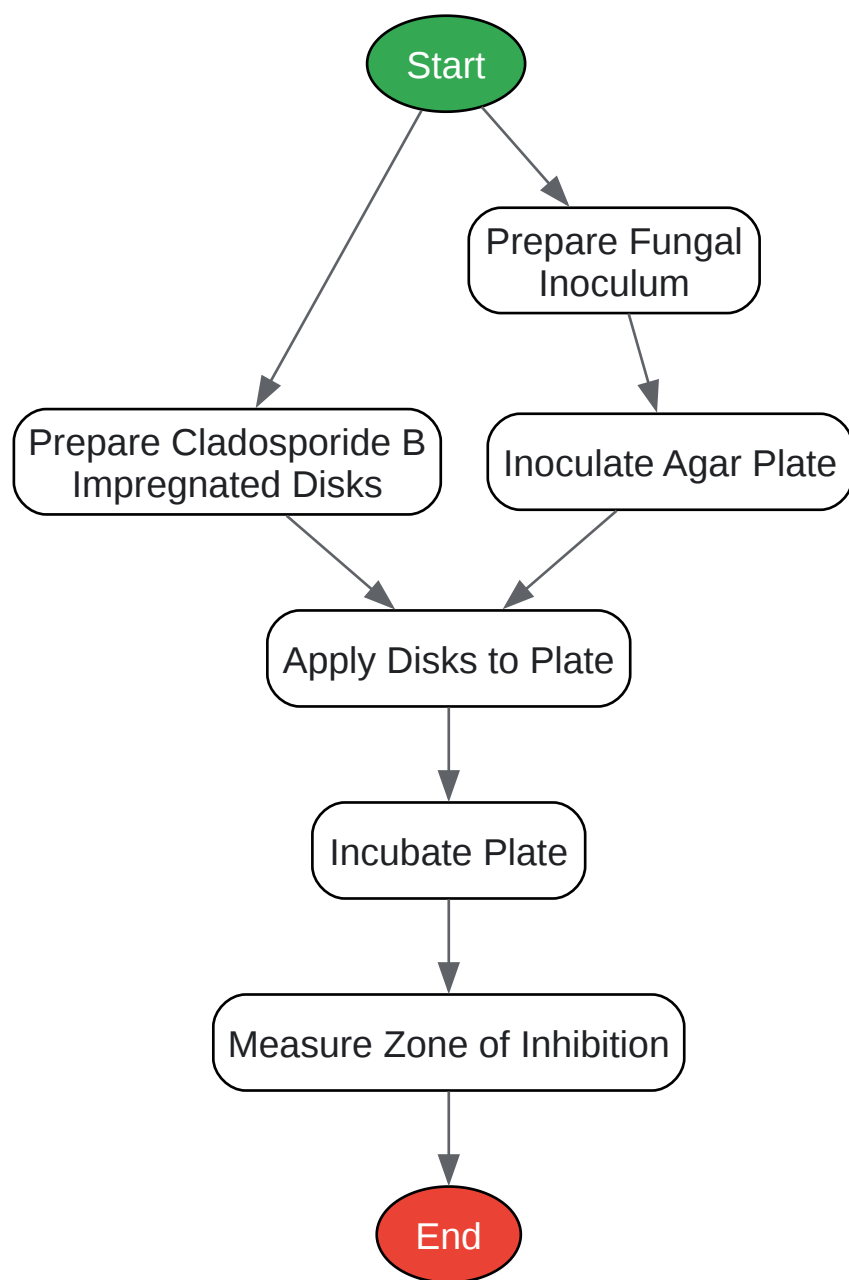 Start
Prepare Fungal
Inoculum
Prepare Cladosporide B
Impregnated Disks
Inoculate Agar Plate
Apply Disks to Plate
Incubate Plate
Measure Zone of Inhibition
End